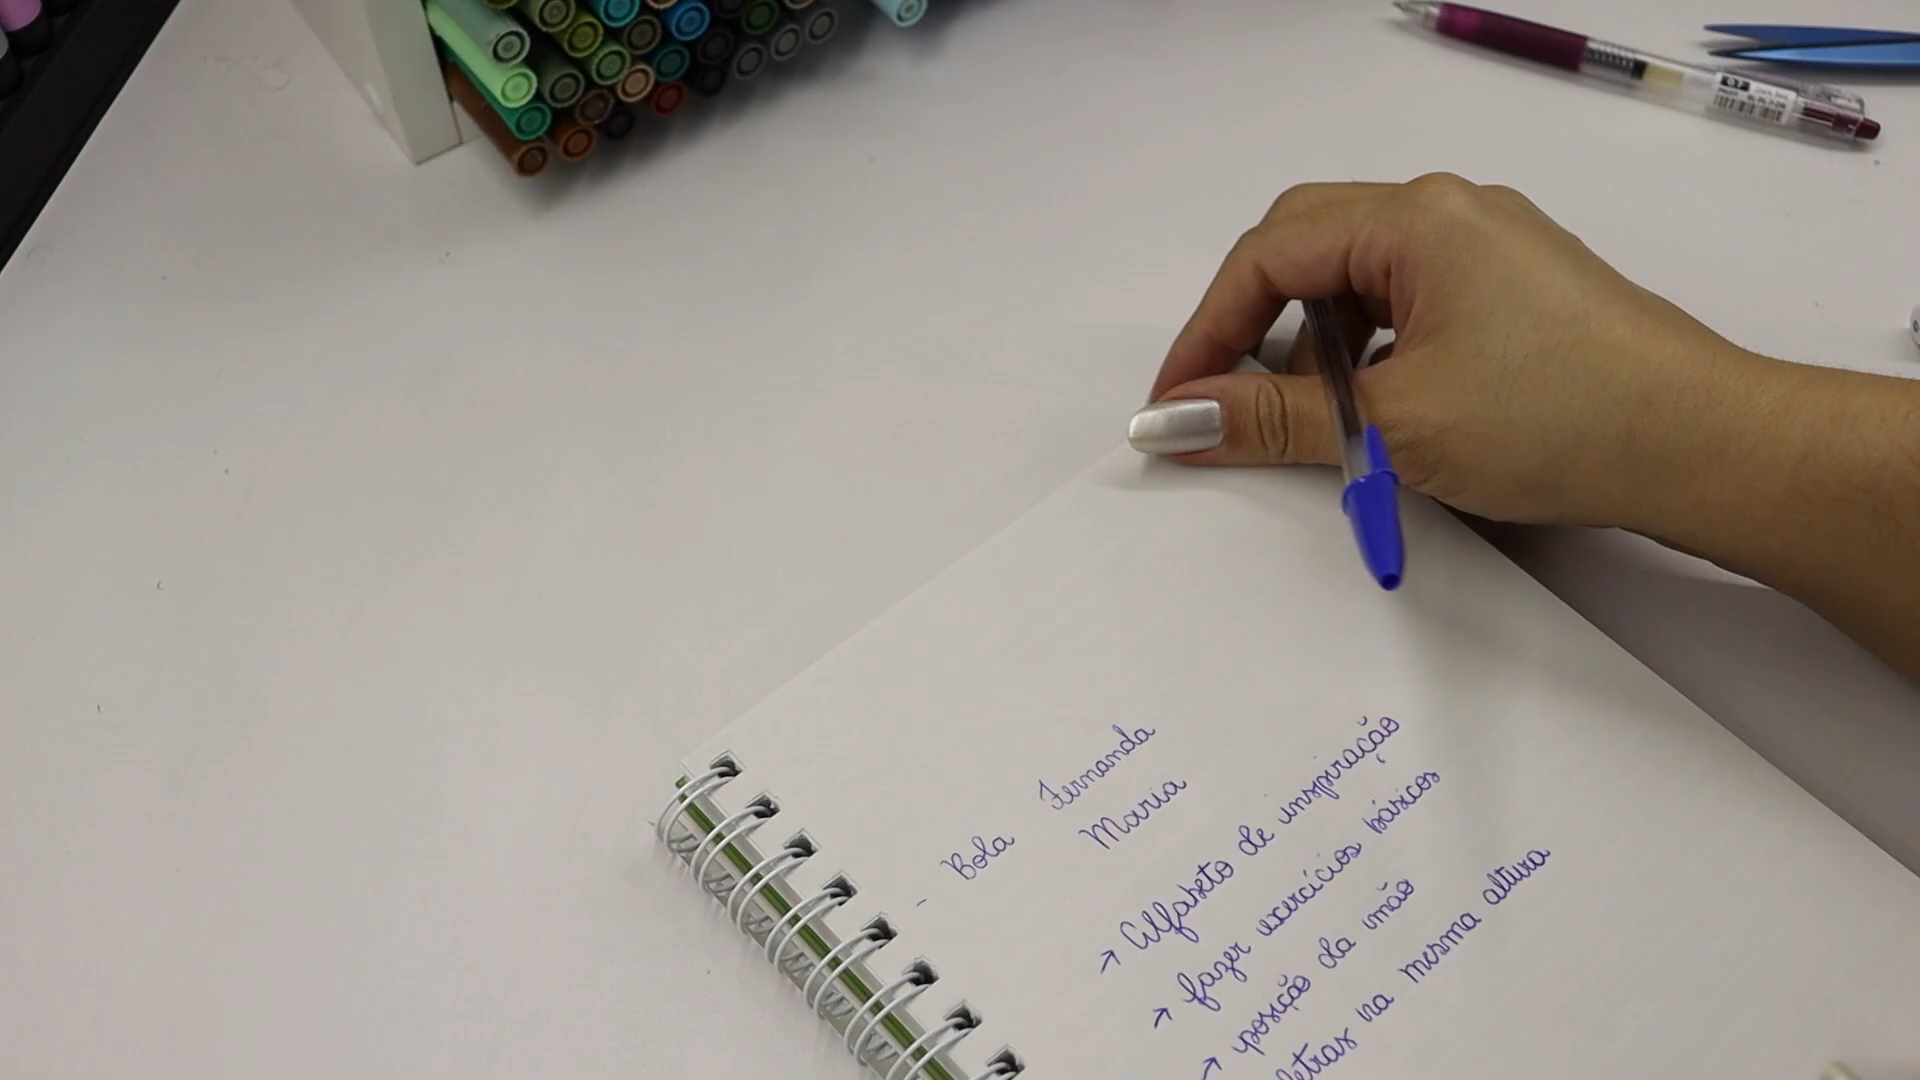 - Bola Fernanda
Maria
→ Alfabeto de inspiração
→ fazer exercícios básicos
→ posição da mão
letras na mesma altura